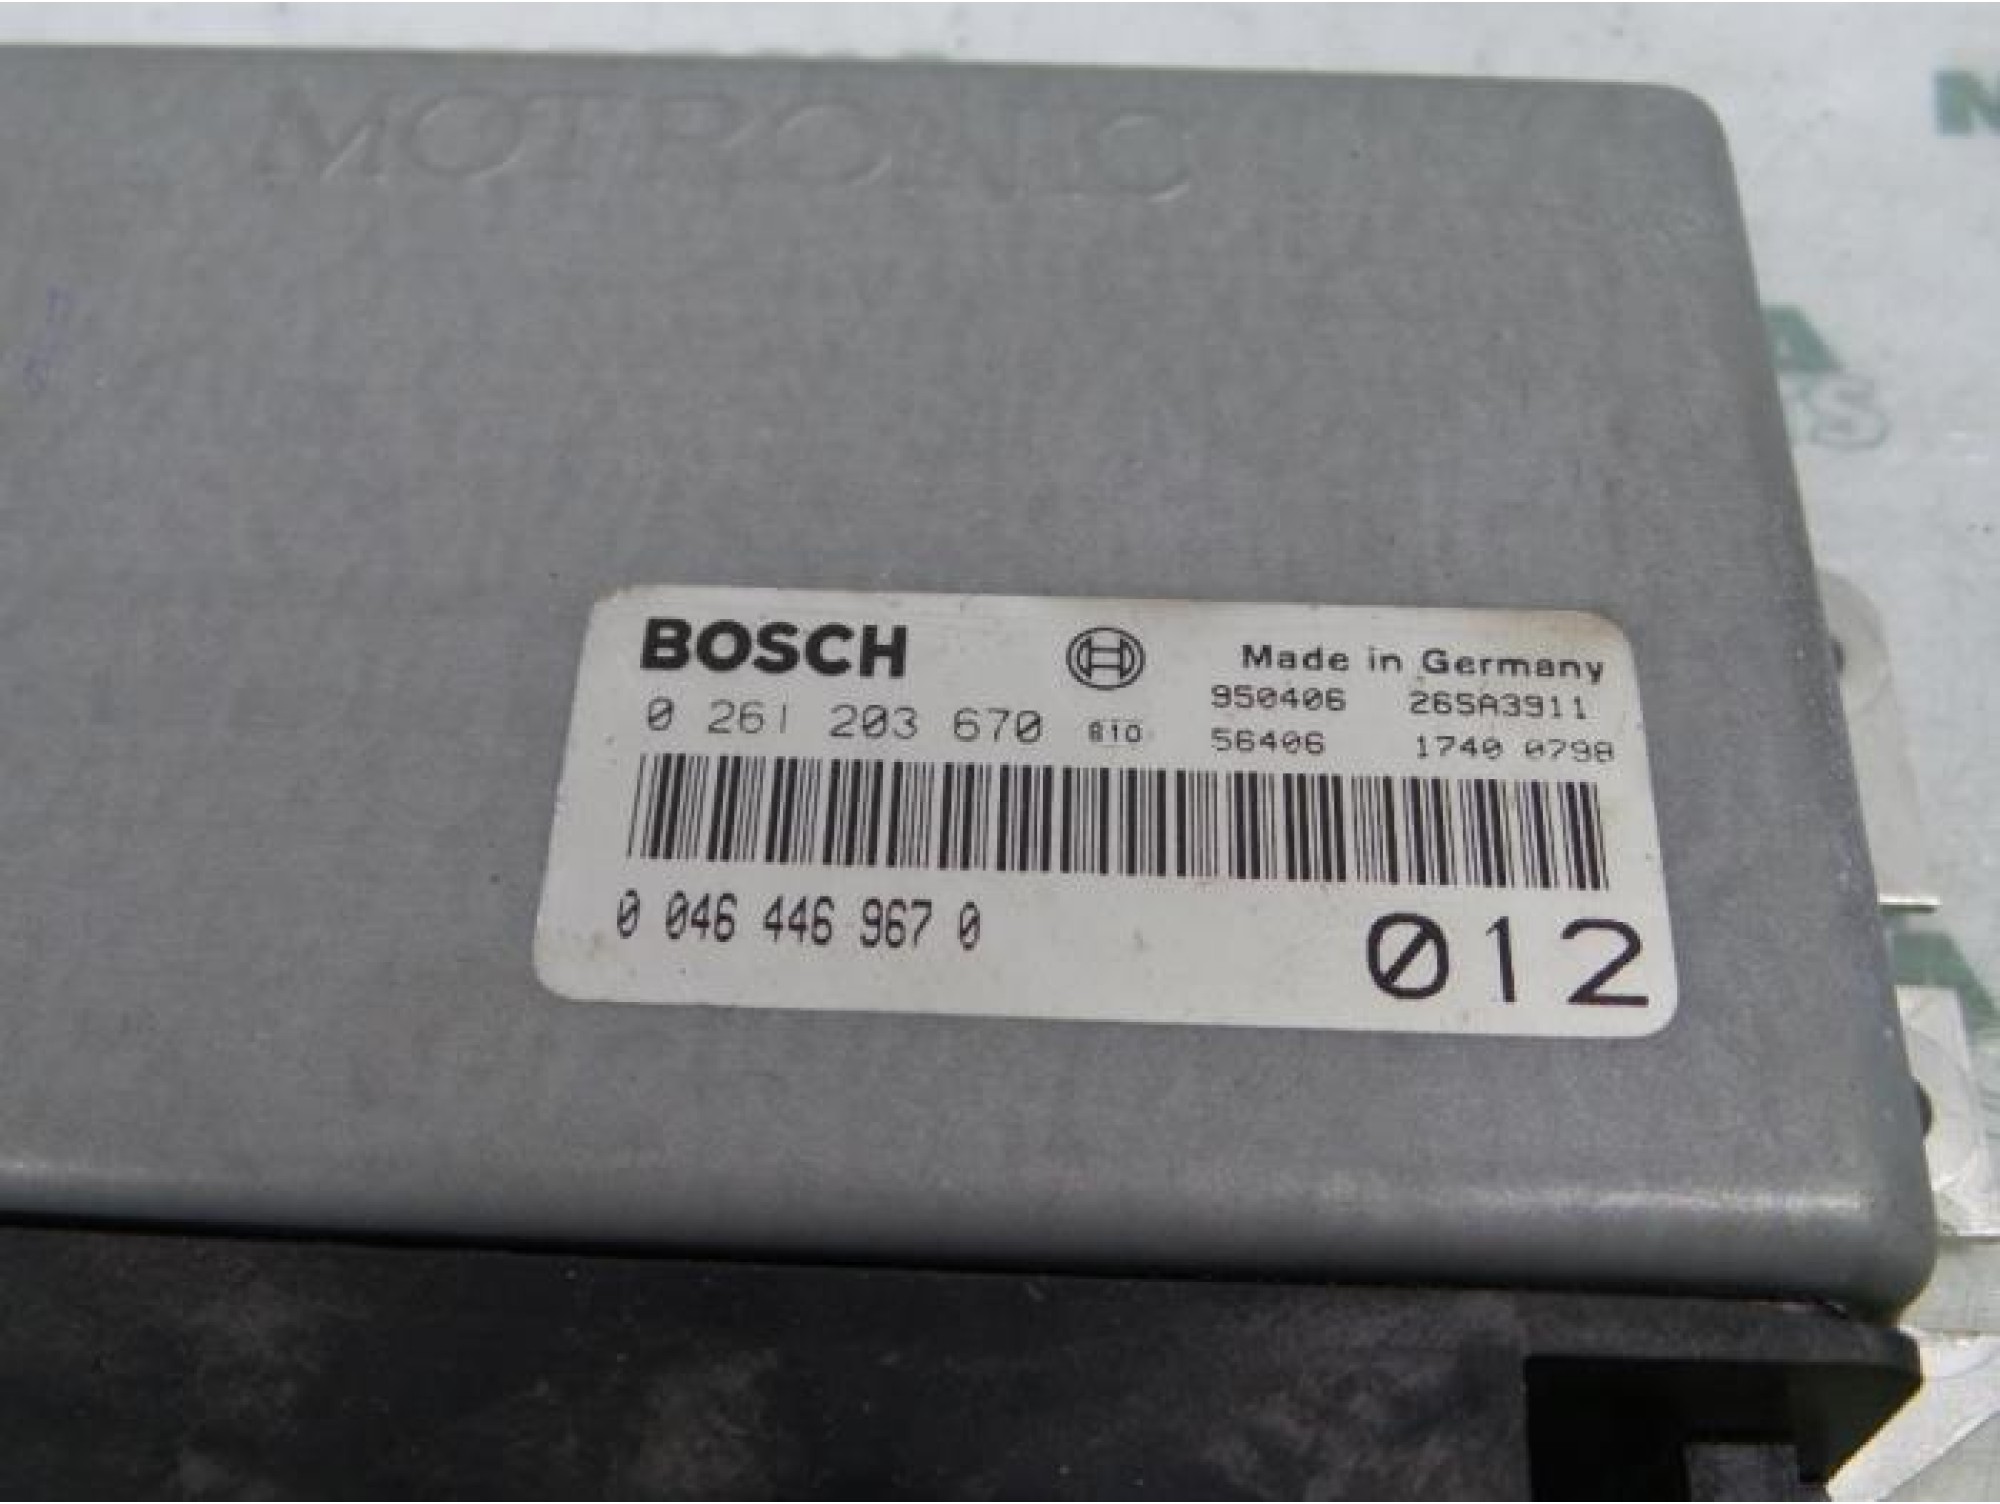 MOTRONIC
BOSCH
Made in Germany
0 261 203 670
810
950406 265A3911
56406 1740 0798
0 046 446 967 0
012